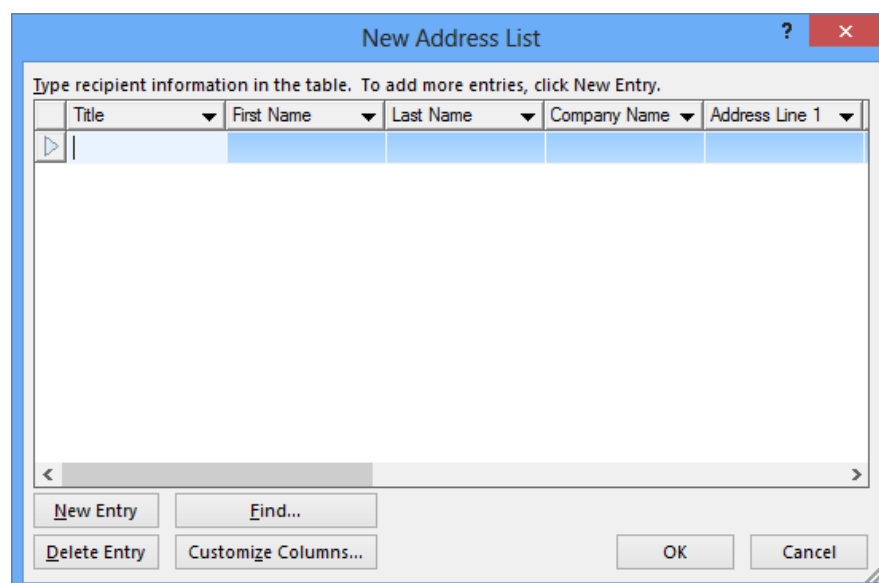 New Address List ?
Type recipient information in the table. To add more entries, click New Entry.
Title First Name Last Name Company Name Address Line 1
New Entry Find...
Delete Entry Customize Columns... OK Cancel